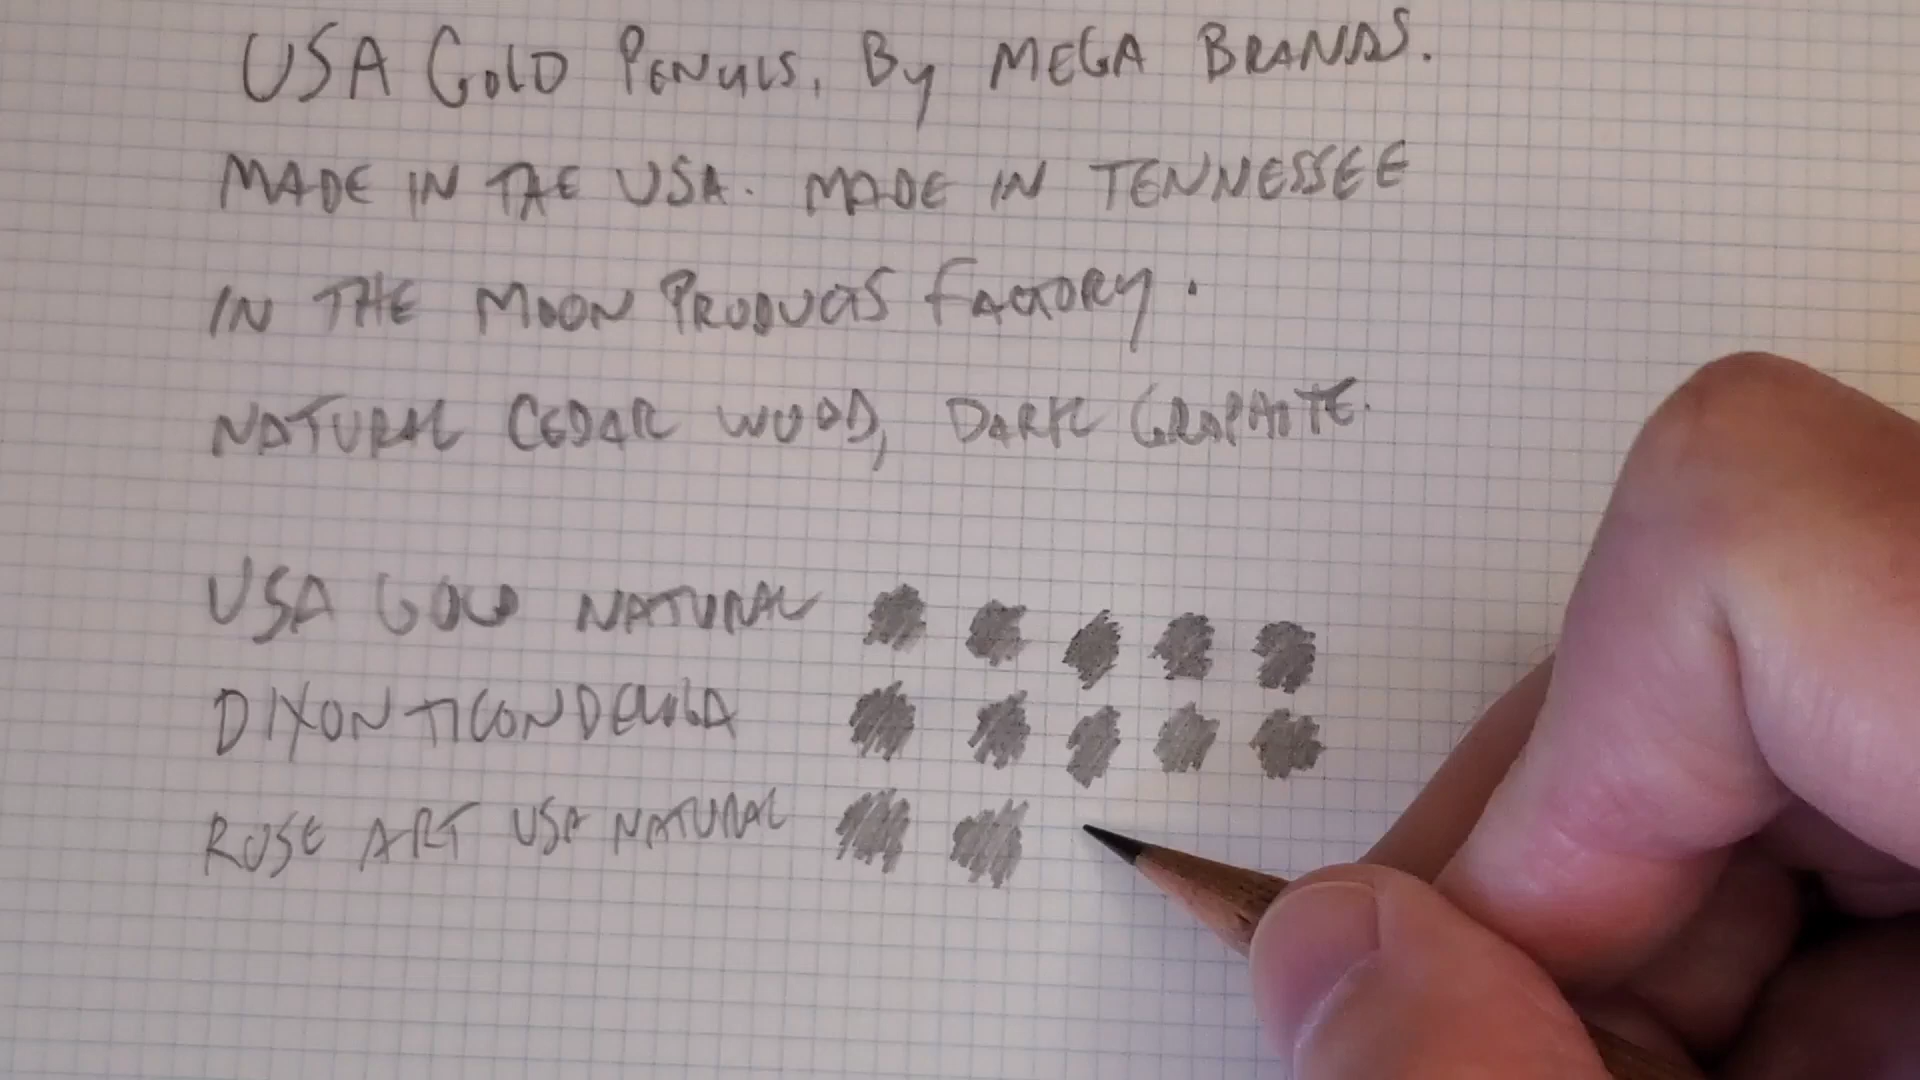 USA GOLD PENCILS, BY MEGA BRANDS.
MADE IN THE USA. MADE IN TENNESSEE
IN THE MOON PRODUCTS FACTORY.
NATURAL CEDAR WOOD, DARK GRAPHITE.
USA GOLD NATURAL
DIXON TICONDEROGA
ROSE ART USA NATURAL